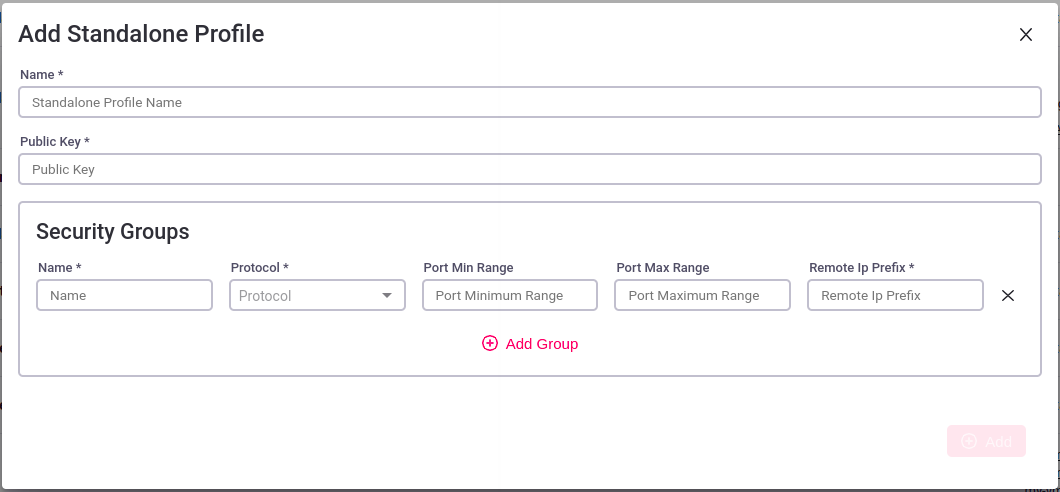 Add Standalone Profile
Name *
Standalone Profile Name
Public Key *
Public Key
Security Groups
Name * Protocol * Port Min Range Port Max Range Remote Ip Prefix *
Name Protocol Port Minimum Range Port Maximum Range Remote Ip Prefix
Add Group
Add